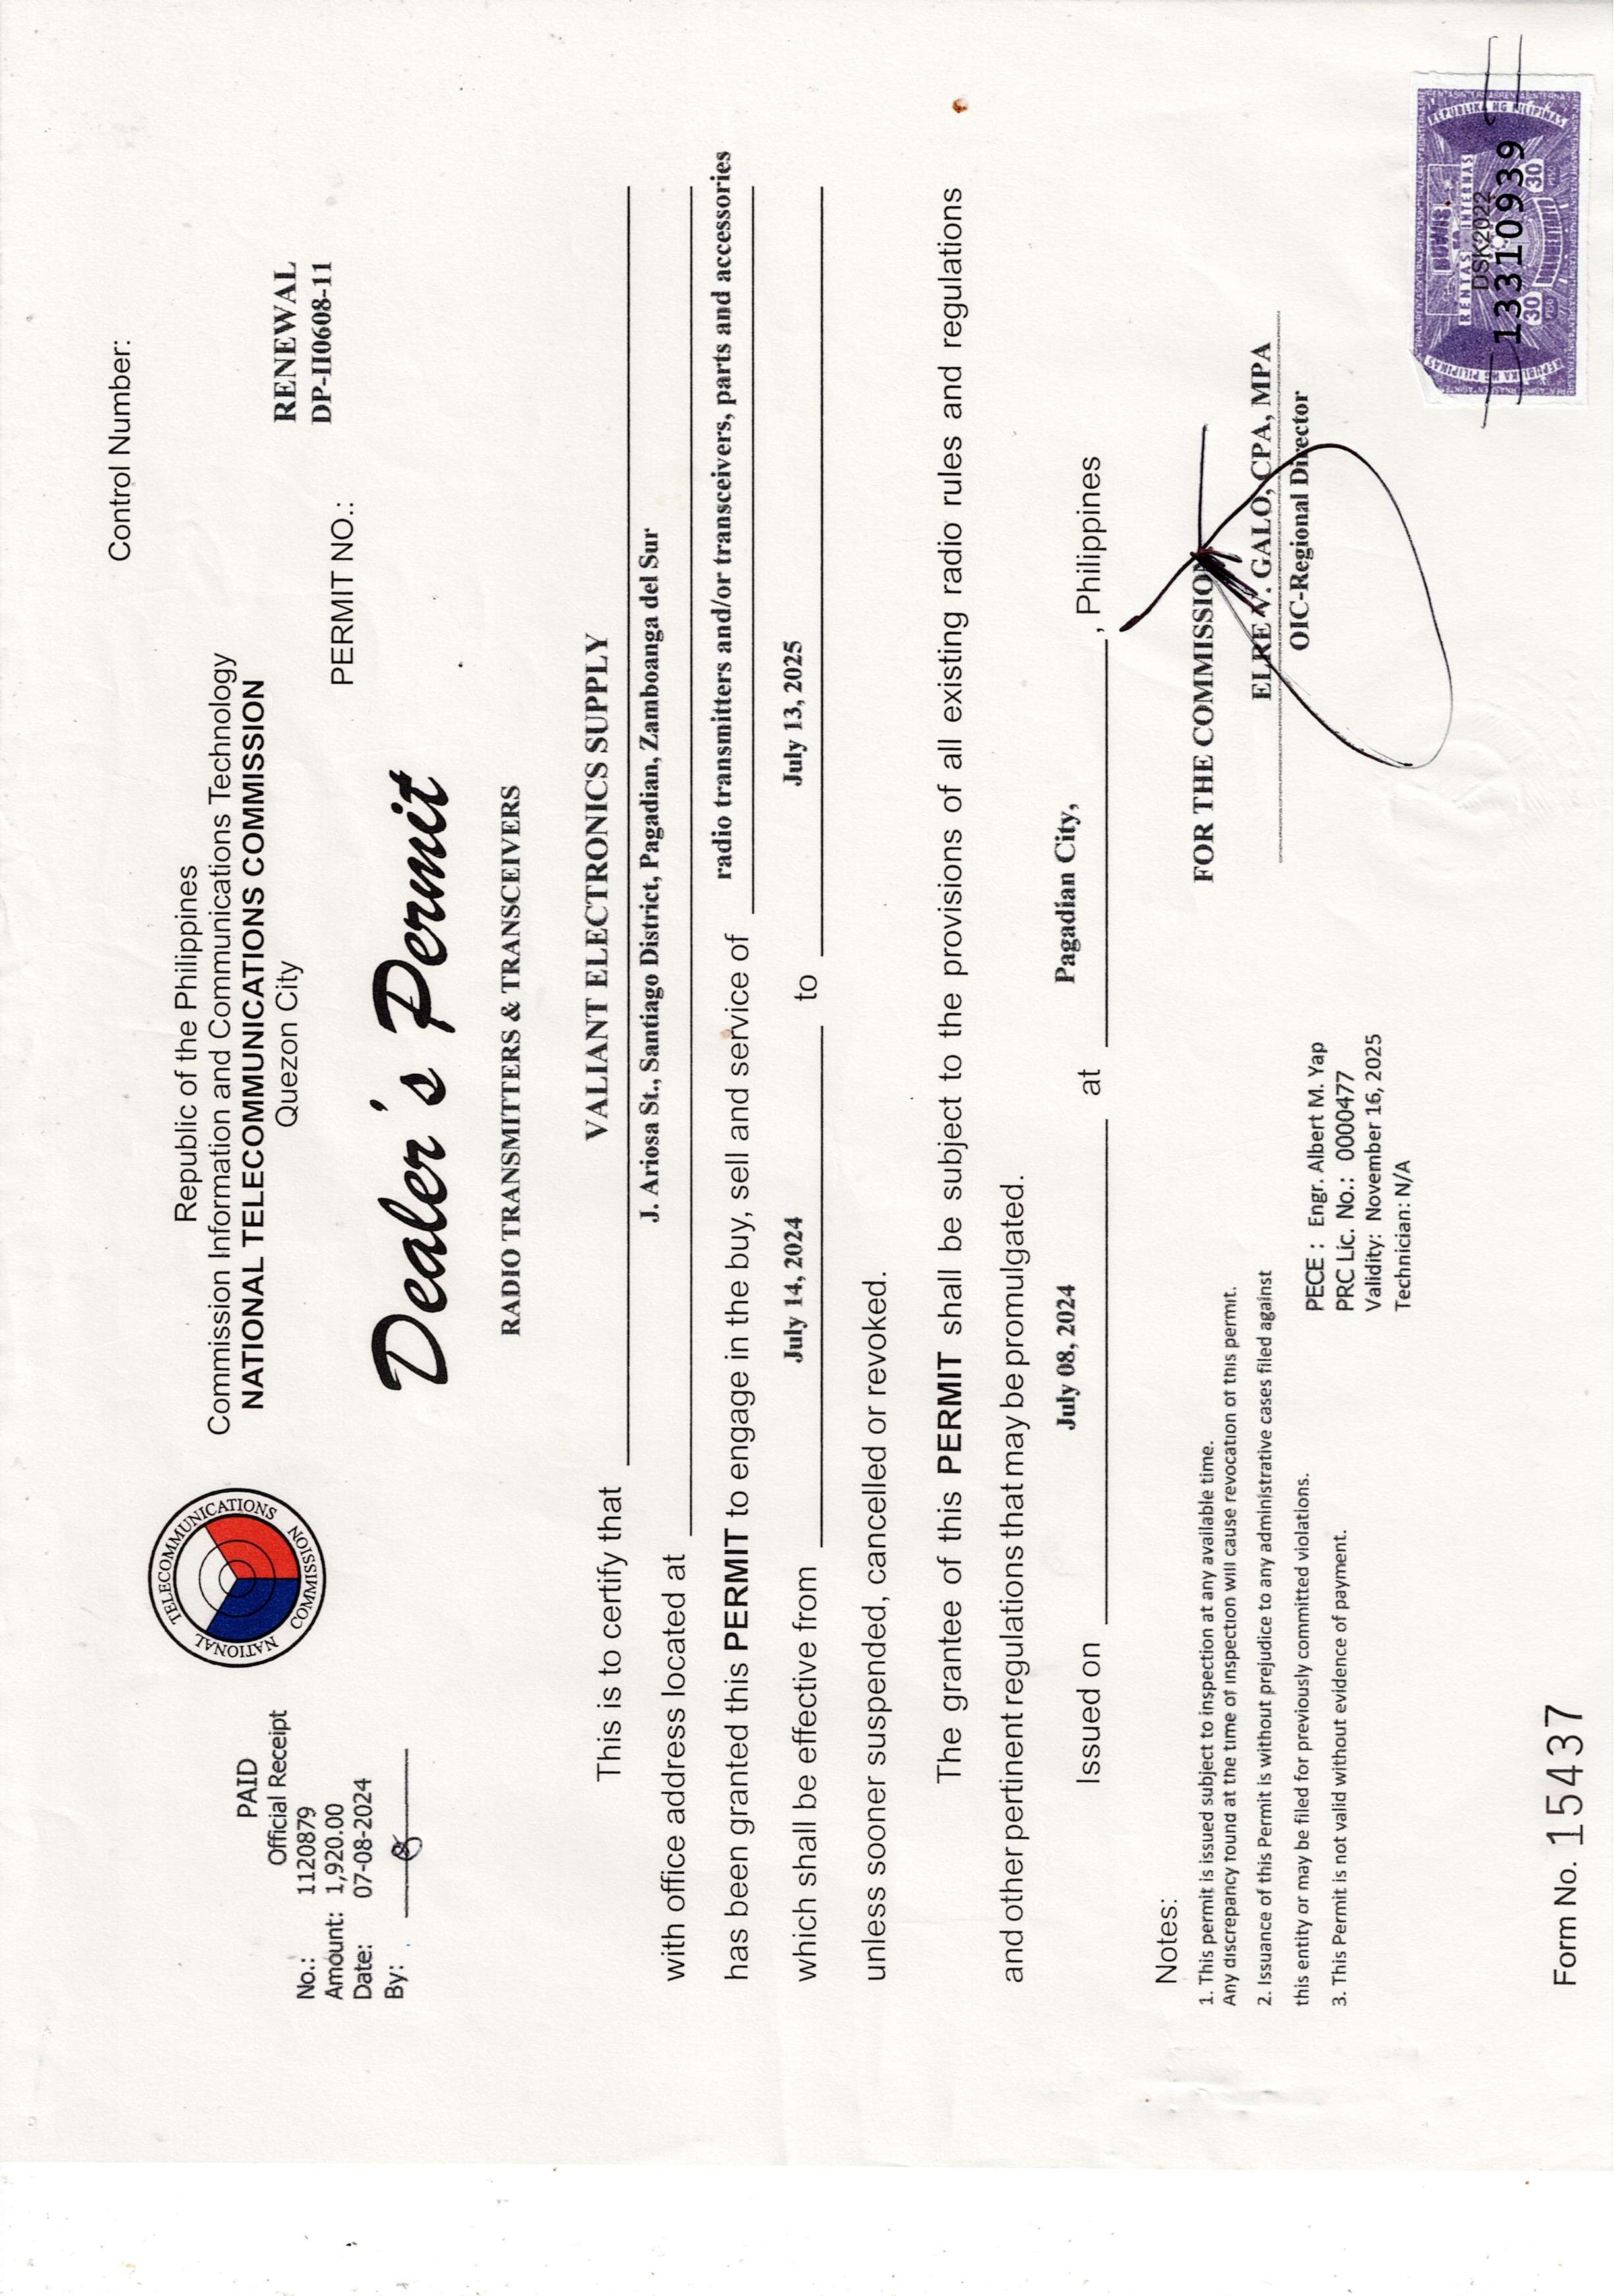 Control Number:
Republic of the Philippines
Commission Information and Communications Technology
NATIONAL TELECOMMUNICATIONS COMMISSION
Quezon City
NATIONAL TELECOMMUNICATIONS COMMISSION
PAID
Official Receipt
No.: 1120879
Amount: 1,920.00
Date: 07-08-2024
By:
RENEWAL
PERMIT NO.: DP-II0608-11
Dealer's Permit
RADIO TRANSMITTERS & TRANSCEIVERS
This is to certify that VALIANT ELECTRONICS SUPPLY
with office address located at J. Ariosa St., Santiago District, Pagadian, Zamboanga del Sur
has been granted this PERMIT to engage in the buy, sell and service of radio transmitters and/or transceivers, parts and accessories
which shall be effective from July 14, 2024 to July 13, 2025
unless sooner suspended, cancelled or revoked.
The grantee of this PERMIT shall be subject to the provisions of all existing radio rules and regulations
and other pertinent regulations that may be promulgated.
Issued on July 08, 2024 at Pagadian City, , Philippines
Notes:
1. This permit is issued subject to inspection at any available time.
Any discrepancy found at the time of inspection will cause revocation of this permit.
2. Issuance of this Permit is without prejudice to any administrative cases filed against
this entity or may be filed for previously committed violations.
3. This Permit is not valid without evidence of payment.
PECE : Engr. Albert M. Yap
PRC Lic. No.: 0000477
Validity: November 16, 2025
Technician: N/A
FOR THE COMMISSION
ELRE V. GALO, CPA, MPA
OIC-Regional Director
Form No. 15437
REPUBLIKA NG PILIPINAS
REPUBLIKA NG PILIPINAS
RENTAS INTERNAS
DSK2022
13310939
30
30